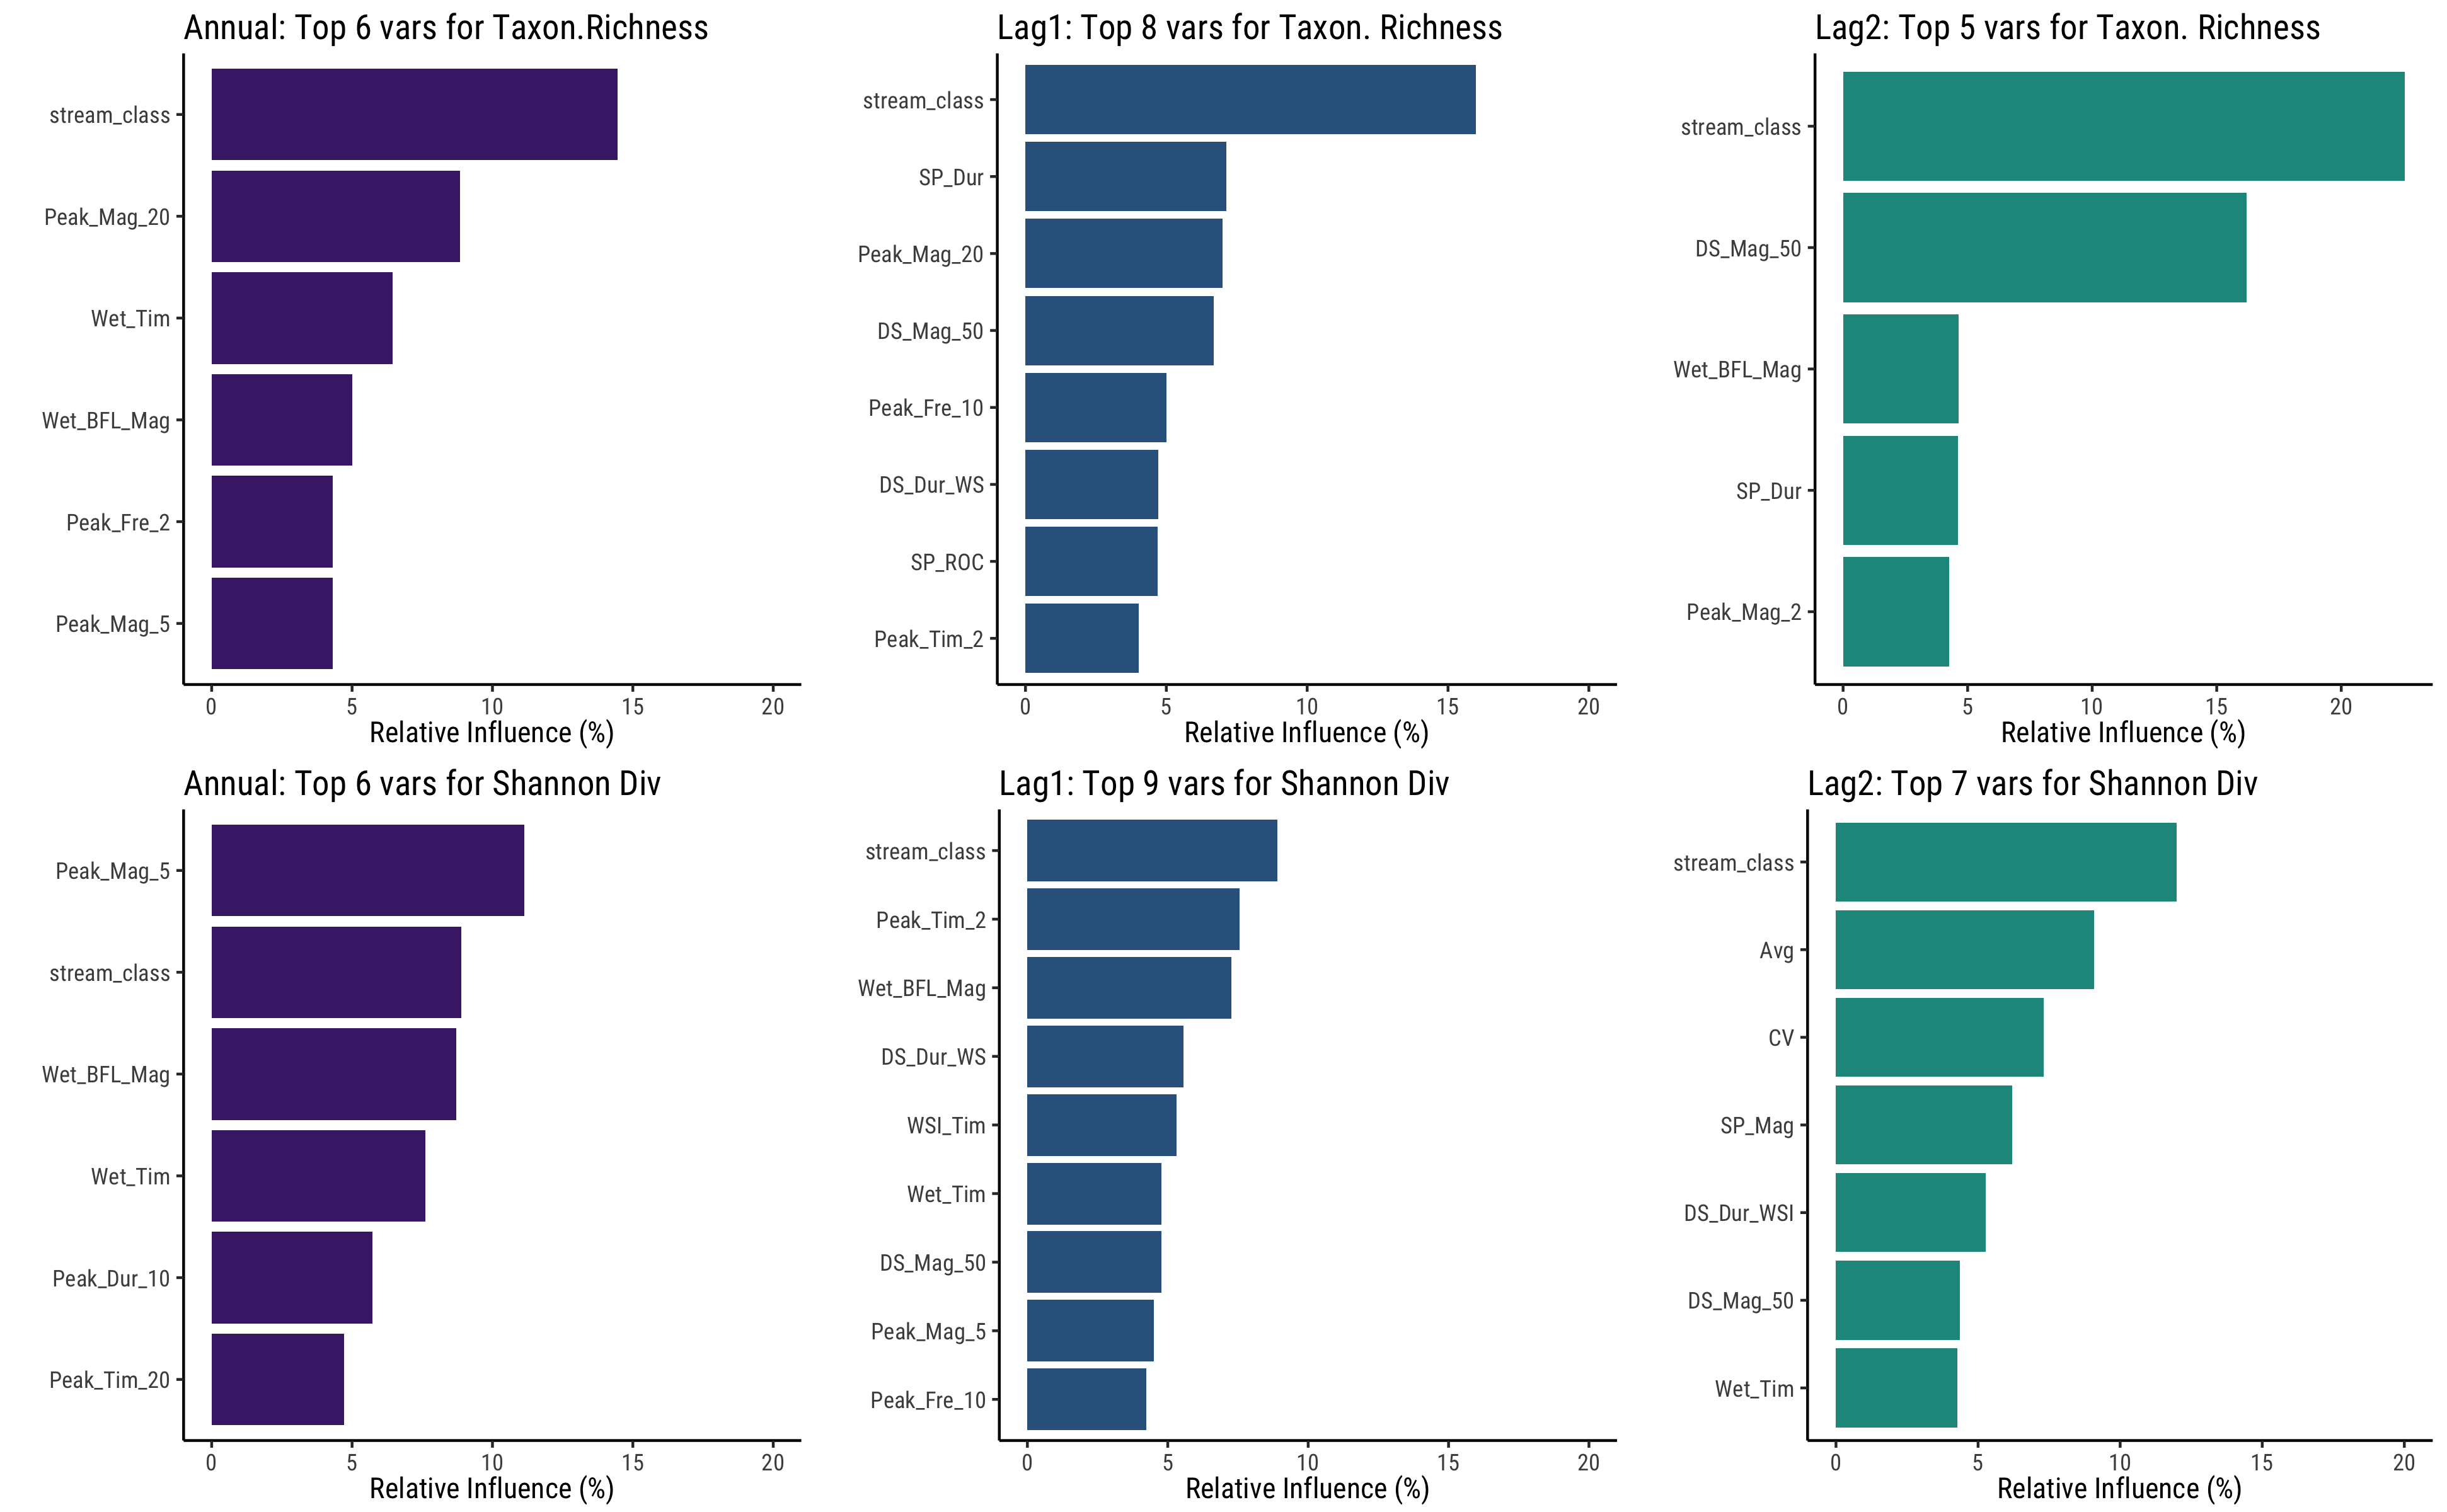 Annual: Top 6 vars for Taxon.Richness
stream_class
Peak_Mag_20
Wet_Tim
Wet_BFL_Mag
Peak_Fre_2
Peak_Mag_5
0 5 10 15 20
Relative Influence (%)
Lag1: Top 8 vars for Taxon. Richness
stream_class
SP_Dur
Peak_Mag_20
DS_Mag_50
Peak_Fre_10
DS_Dur_WS
SP_ROC
Peak_Tim_2
0 5 10 15 20
Relative Influence (%)
Lag2: Top 5 vars for Taxon. Richness
stream_class
DS_Mag_50
Wet_BFL_Mag
SP_Dur
Peak_Mag_2
0 5 10 15 20
Relative Influence (%)
Annual: Top 6 vars for Shannon Div
Peak_Mag_5
stream_class
Wet_BFL_Mag
Wet_Tim
Peak_Dur_10
Peak_Tim_20
0 5 10 15 20
Relative Influence (%)
Lag1: Top 9 vars for Shannon Div
stream_class
Peak_Tim_2
Wet_BFL_Mag
DS_Dur_WS
WSI_Tim
Wet_Tim
DS_Mag_50
Peak_Mag_5
Peak_Fre_10
0 5 10 15 20
Relative Influence (%)
Lag2: Top 7 vars for Shannon Div
stream_class
Avg
CV
SP_Mag
DS_Dur_WSI
DS_Mag_50
Wet_Tim
0 5 10 15 20
Relative Influence (%)